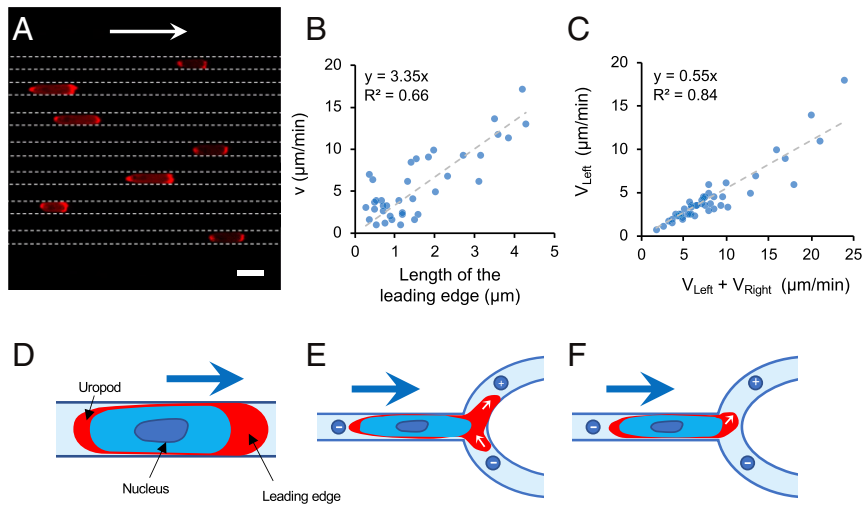 A
B
y = 3.35x
R² = 0.66
v (µm/min)
20
15
10
5
0
0 1 2 3 4 5
Length of the
leading edge (µm)
C
y = 0.55x
R² = 0.84
VLeft (µm/min)
20
15
10
5
0
0 5 10 15 20 25
VLeft + VRight (µm/min)
D
Uropod
Nucleus
Leading edge
E
+
−
−
F
+
−
−